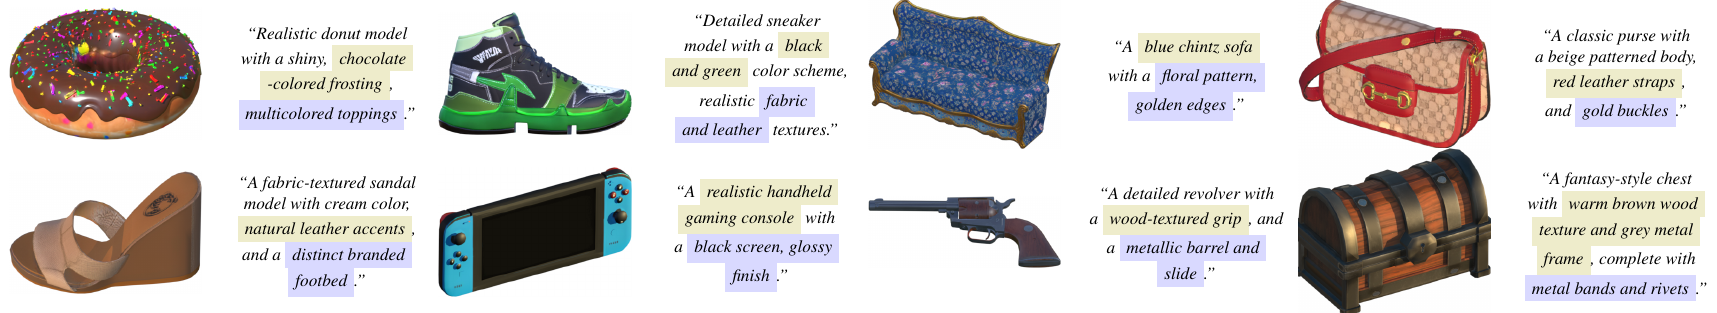 “Realistic donut model
with a shiny, chocolate
-colored frosting ,
multicolored toppings .”
“Detailed sneaker
model with a black
and green color scheme,
realistic fabric
and leather textures.”
“A blue chintz sofa
with a floral pattern,
golden edges .”
“A classic purse with
a beige patterned body,
red leather straps ,
and gold buckles .”
“A fabric-textured sandal
model with cream color,
natural leather accents ,
and a distinct branded
footbed .”
“A realistic handheld
gaming console with
a black screen, glossy
finish .”
“A detailed revolver with
a wood-textured grip , and
a metallic barrel and
slide .”
“A fantasy-style chest
with warm brown wood
texture and grey metal
frame , complete with
metal bands and rivets .”